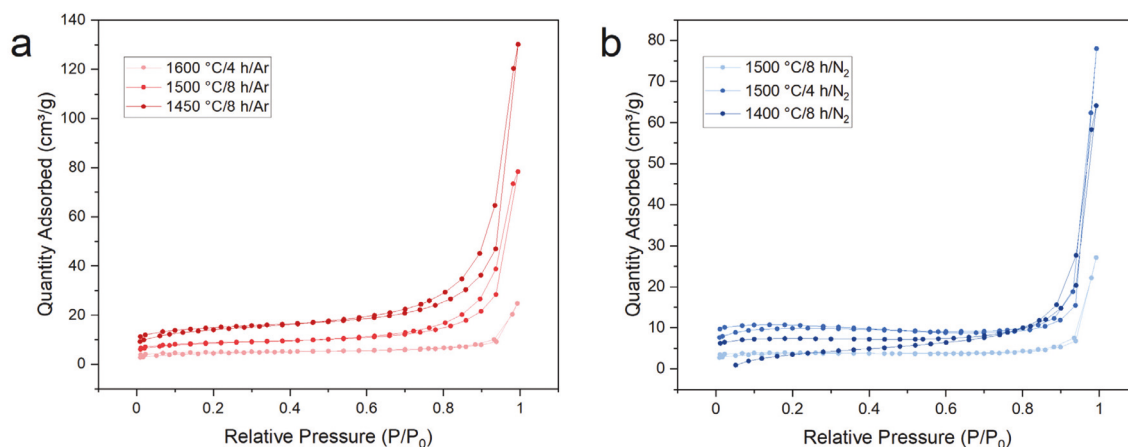 a
140
120
100
80
60
40
20
0
Quantity Adsorbed (cm³/g)
1600 °C/4 h/Ar
1500 °C/8 h/Ar
1450 °C/8 h/Ar
0 0.2 0.4 0.6 0.8 1
Relative Pressure (P/P₀)
b
80
70
60
50
40
30
20
10
0
Quantity Adsorbed (cm³/g)
1500 °C/8 h/N₂
1500 °C/4 h/N₂
1400 °C/8 h/N₂
0 0.2 0.4 0.6 0.8 1
Relative Pressure (P/P₀)